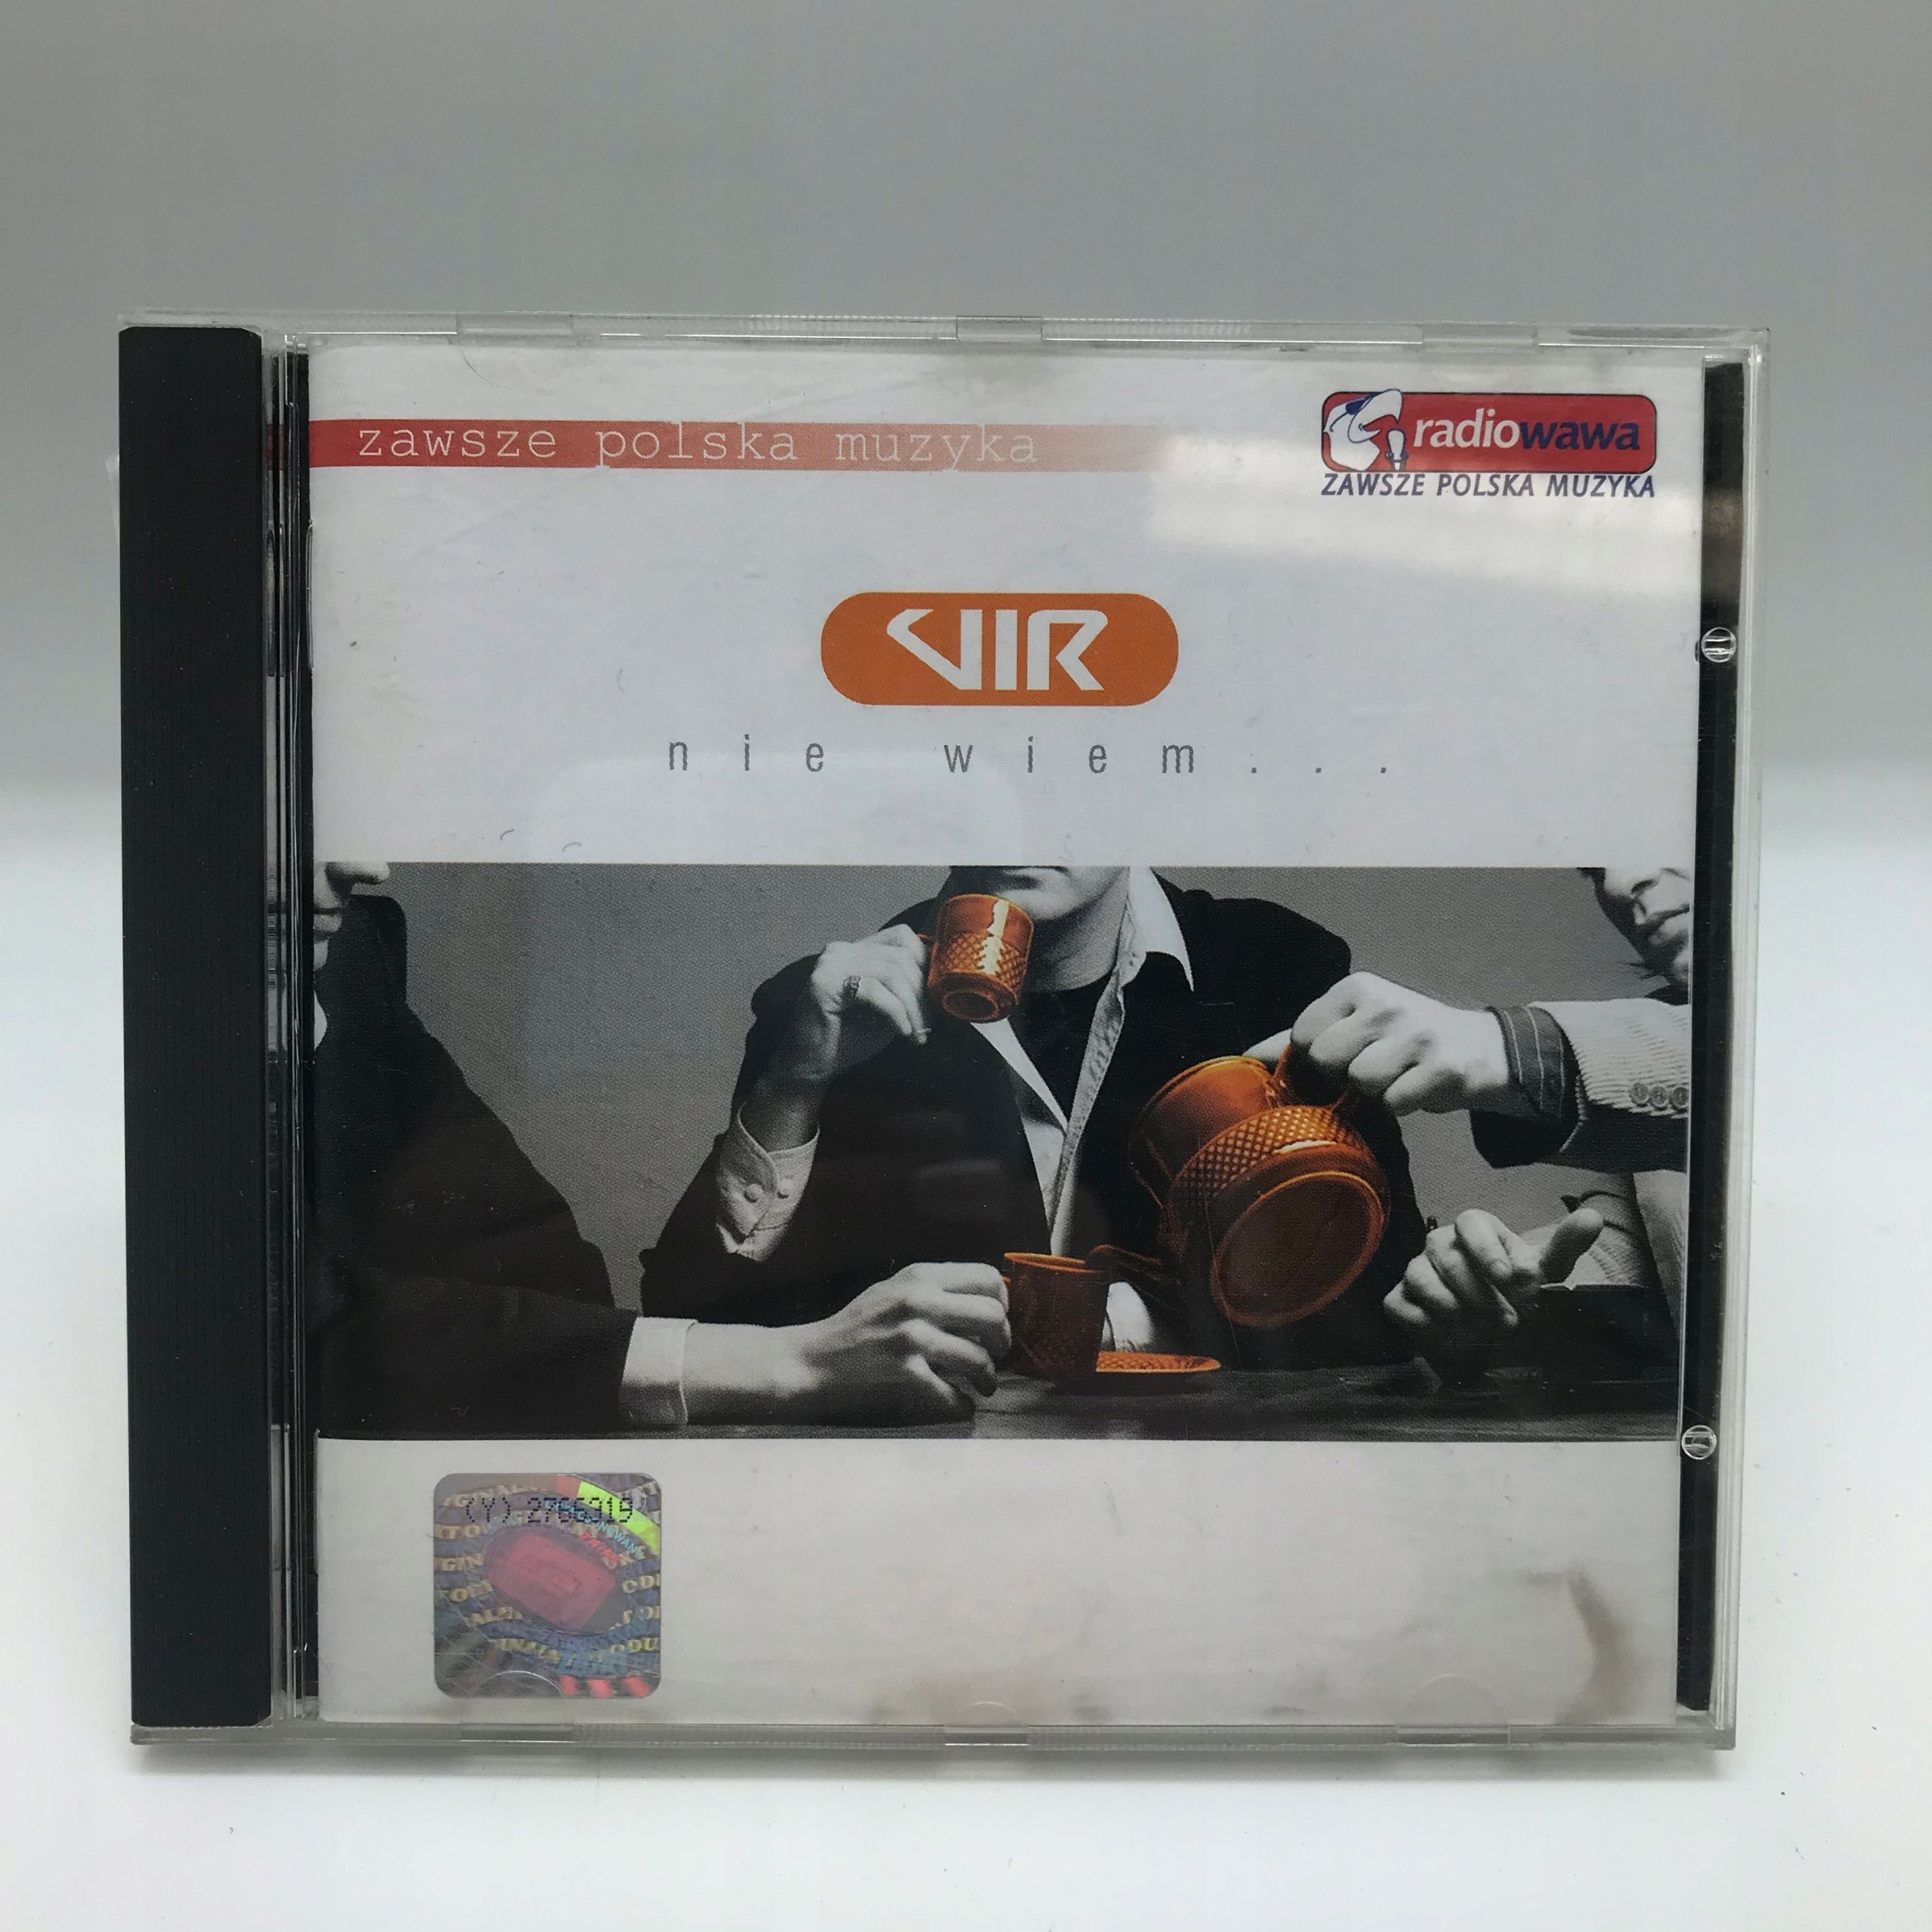 zawsze polska muzyka
radiowawa
ZAWSZE POLSKA MUZYKA
VIR
nie wiem...
(Y) 2766319